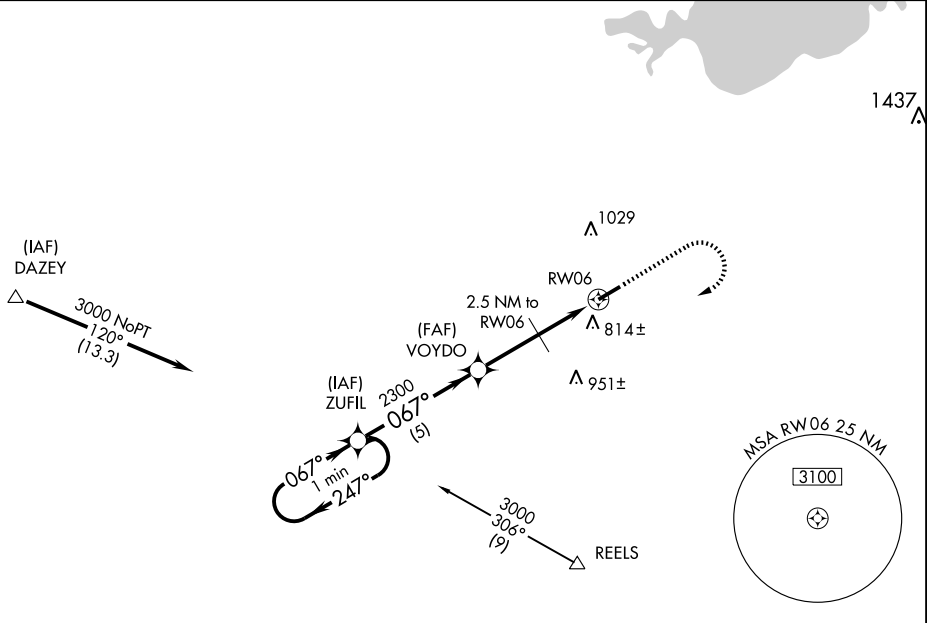 1437
1029
(IAF)
DAZEY
3000 NoPT
120°
(13.3)
RW06
2.5 NM to
RW06
814±
(FAF)
VOYDO
951±
(IAF)
ZUFIL
2300
067°
(5)
067°
1 min
247°
3000
306°
(9)
REELS
MSA RW06 25 NM
3100